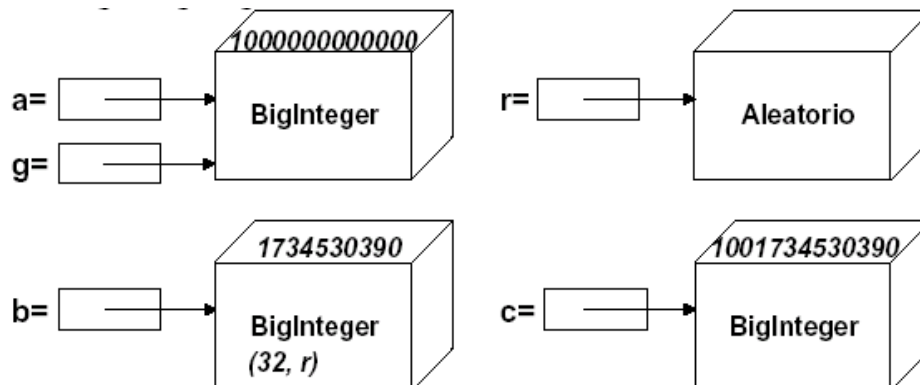 1000000000000
a=
BigInteger
g=
r=
Aleatorio
1734530390
b=
BigInteger
(32, r)
1001734530390
c=
BigInteger